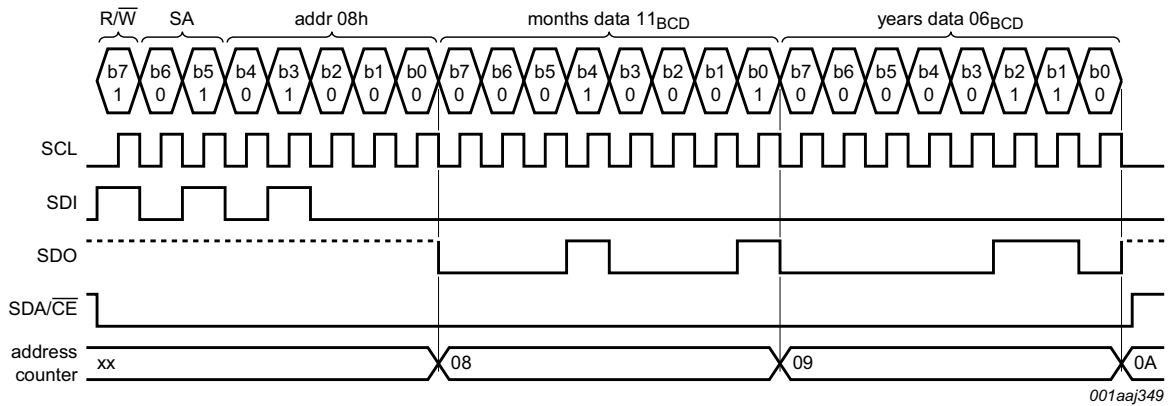 R/W SA addr 08h months data 11BCD years data 06BCD
b7 b6 b5 b4 b3 b2 b1 b0 b7 b6 b5 b4 b3 b2 b1 b0 b7 b6 b5 b4 b3 b2 b1 b0
1 0 1 0 1 0 0 0 0 0 0 1 0 0 0 1 0 0 0 0 0 1 1 0
SCL
SDI
SDO
SDA/CE
address
counter
xx 08 09 0A
001aaj349